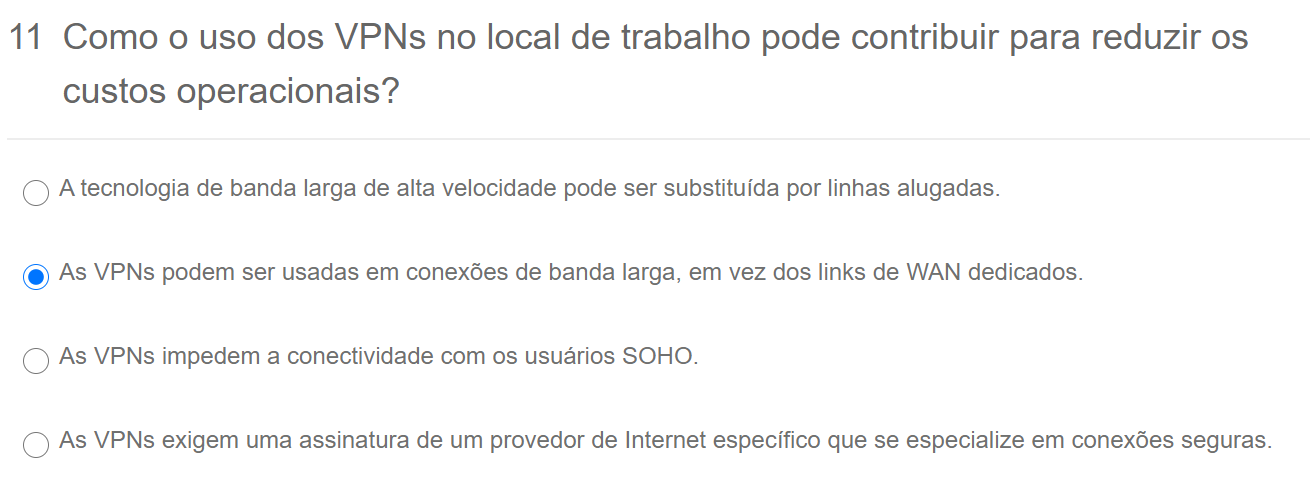 11 Como o uso dos VPNs no local de trabalho pode contribuir para reduzir os
custos operacionais?
A tecnologia de banda larga de alta velocidade pode ser substituída por linhas alugadas.
As VPNs podem ser usadas em conexões de banda larga, em vez dos links de WAN dedicados.
As VPNs impedem a conectividade com os usuários SOHO.
As VPNs exigem uma assinatura de um provedor de Internet específico que se especialize em conexões seguras.